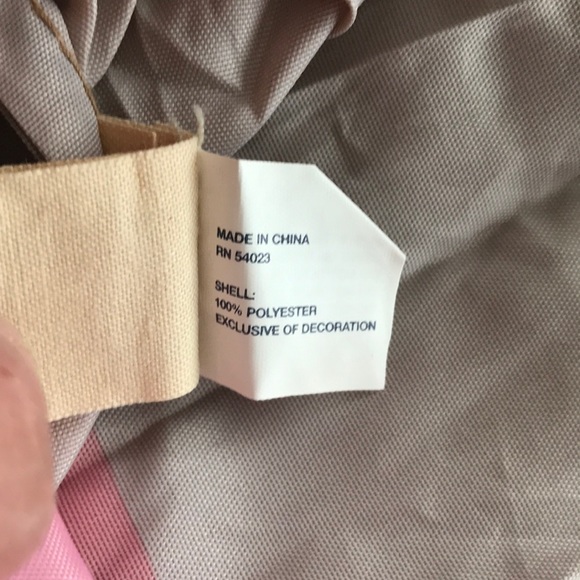 MADE IN CHINA
RN 54023
SHELL:
100% POLYESTER
EXCLUSIVE OF DECORATION